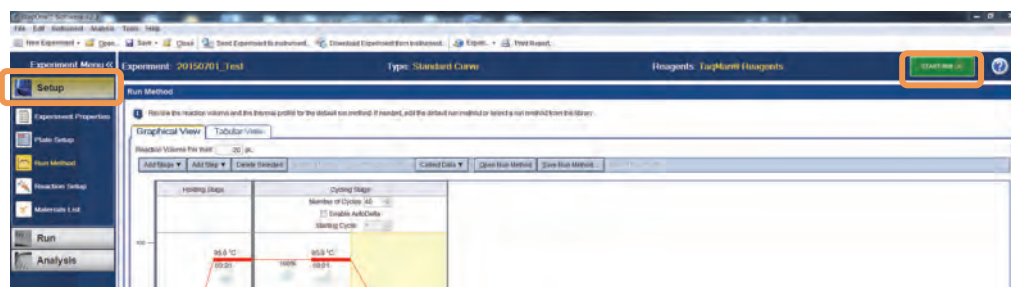 StepOne™ Software v2.3
File Edit Instrument Analysis Tools Help
New Experiment Open... Save Close Send Experiment to Instrument... Download Experiment from Instrument... Export... Print Report...
Experiment Menu « Experiment: 20150701_Test Type: Standard Curve Reagents: TaqMan® Reagents START RUN
Setup
Run Method
Review the reaction volume and the thermal profile for the default run method. If needed, edit the default run method or select a run method from the library.
Experiment Properties
Graphical View Tabular View
Plate Setup
Reaction Volume Per Well: 20 µL
Run Method
Add Stage Add Step Delete Selected Collect Data Open Run Method Save Run Method...
Reaction Setup
Holding Stage Cycling Stage
Number of Cycles: 40
Materials List
Enable AutoDelta
Starting Cycle:
Run
100
95.0 °C 95.0 °C
Analysis
100%